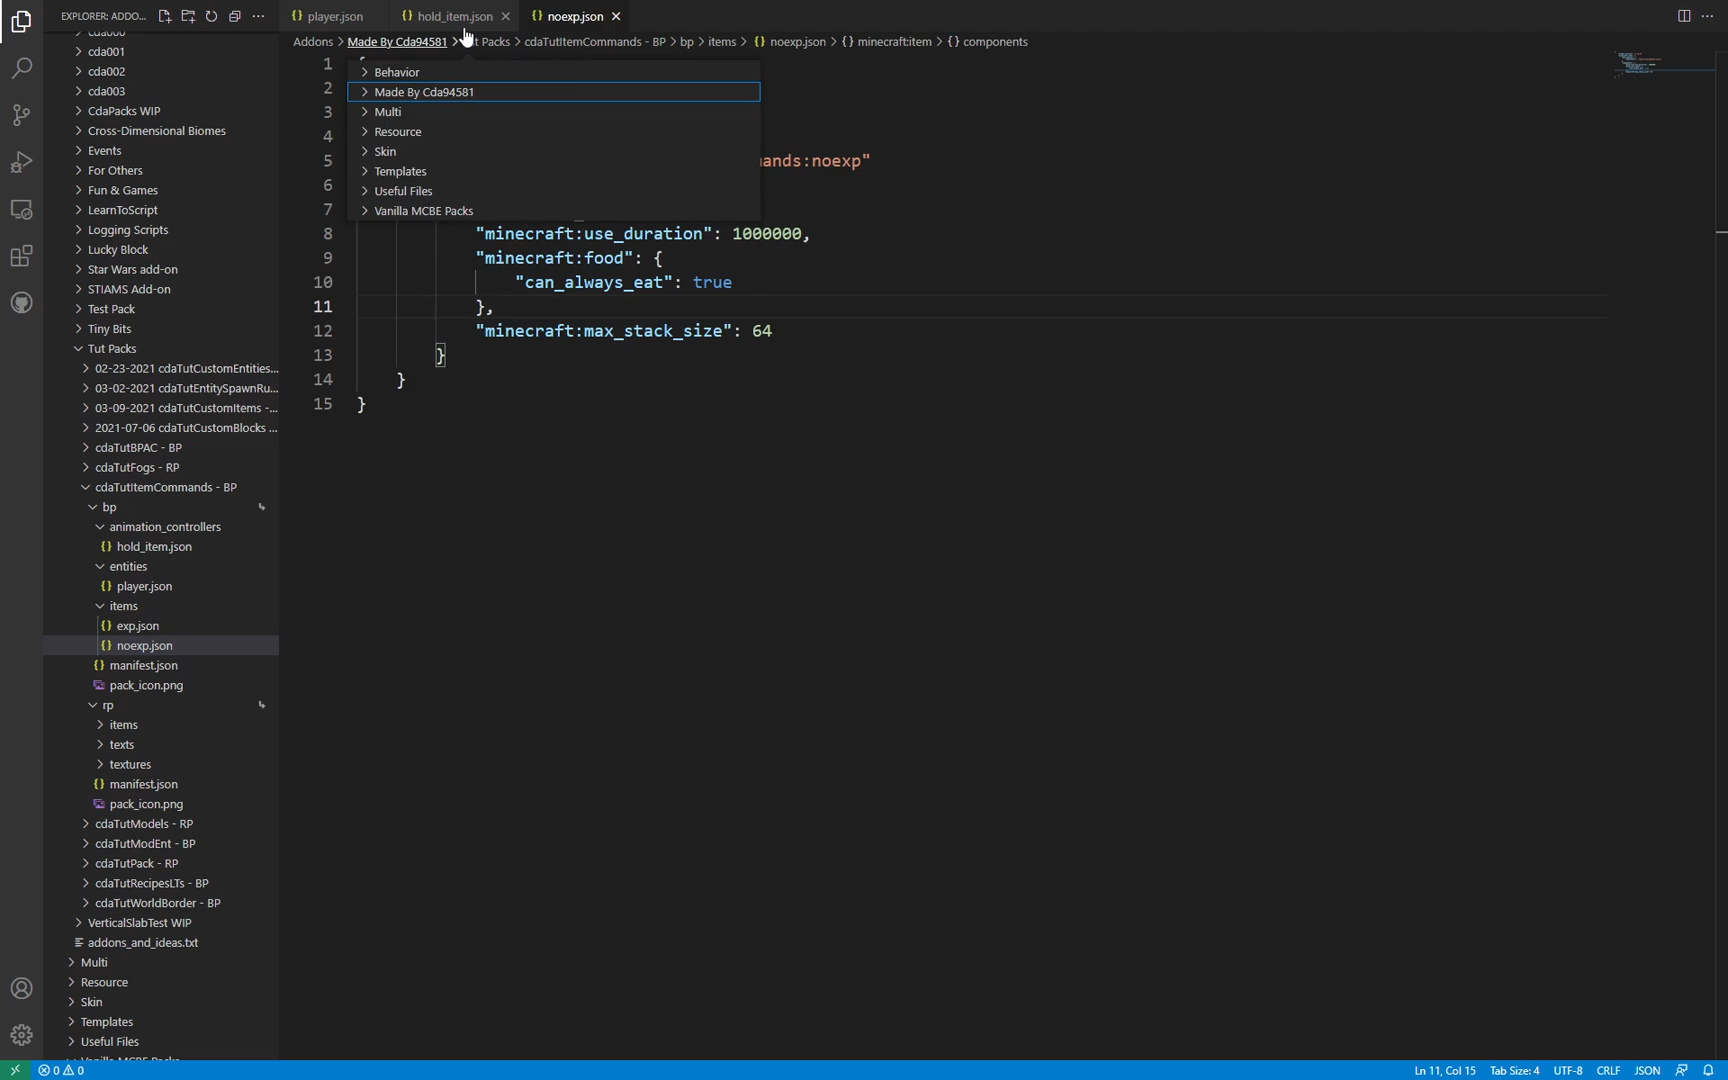 EXPLORER: ADDO...
player.json
hold_item.json
noexp.json
Addons > Made By Cda94581 > t Packs > cdaTutItemCommands - BP > bp > items > {} noexp.json > {} minecraft:item > {} components
cda001
cda002
cda003
CdaPacks WIP
Cross-Dimensional Biomes
Events
For Others
Fun & Games
LearnToScript
Logging Scripts
Lucky Block
Star Wars add-on
STIAMS Add-on
Test Pack
Tiny Bits
Tut Packs
02-23-2021 cdaTutCustomEntities...
03-02-2021 cdaTutEntitySpawnRu...
03-09-2021 cdaTutCustomItems -...
2021-07-06 cdaTutCustomBlocks ...
cdaTutBPAC - BP
cdaTutFogs - RP
cdaTutItemCommands - BP
bp
animation_controllers
{} hold_item.json
entities
{} player.json
items
{} exp.json
{} noexp.json
{} manifest.json
pack_icon.png
rp
items
texts
textures
{} manifest.json
pack_icon.png
cdaTutModels - RP
cdaTutModEnt - BP
cdaTutPack - RP
cdaTutRecipesLTs - BP
cdaTutWorldBorder - BP
VerticalSlabTest WIP
addons_and_ideas.txt
Multi
Resource
Skin
Templates
Useful Files
Behavior
Made By Cda94581
Multi
Resource
Skin
Templates
Useful Files
Vanilla MCBE Packs
1
2
3
4
5 ands:noexp"
6
7
8 "minecraft:use_duration": 1000000,
9 "minecraft:food": {
10 "can_always_eat": true
11 },
12 "minecraft:max_stack_size": 64
13 }
14 }
15 }
0 0
Ln 11, Col 15 Tab Size: 4 UTF-8 CRLF JSON